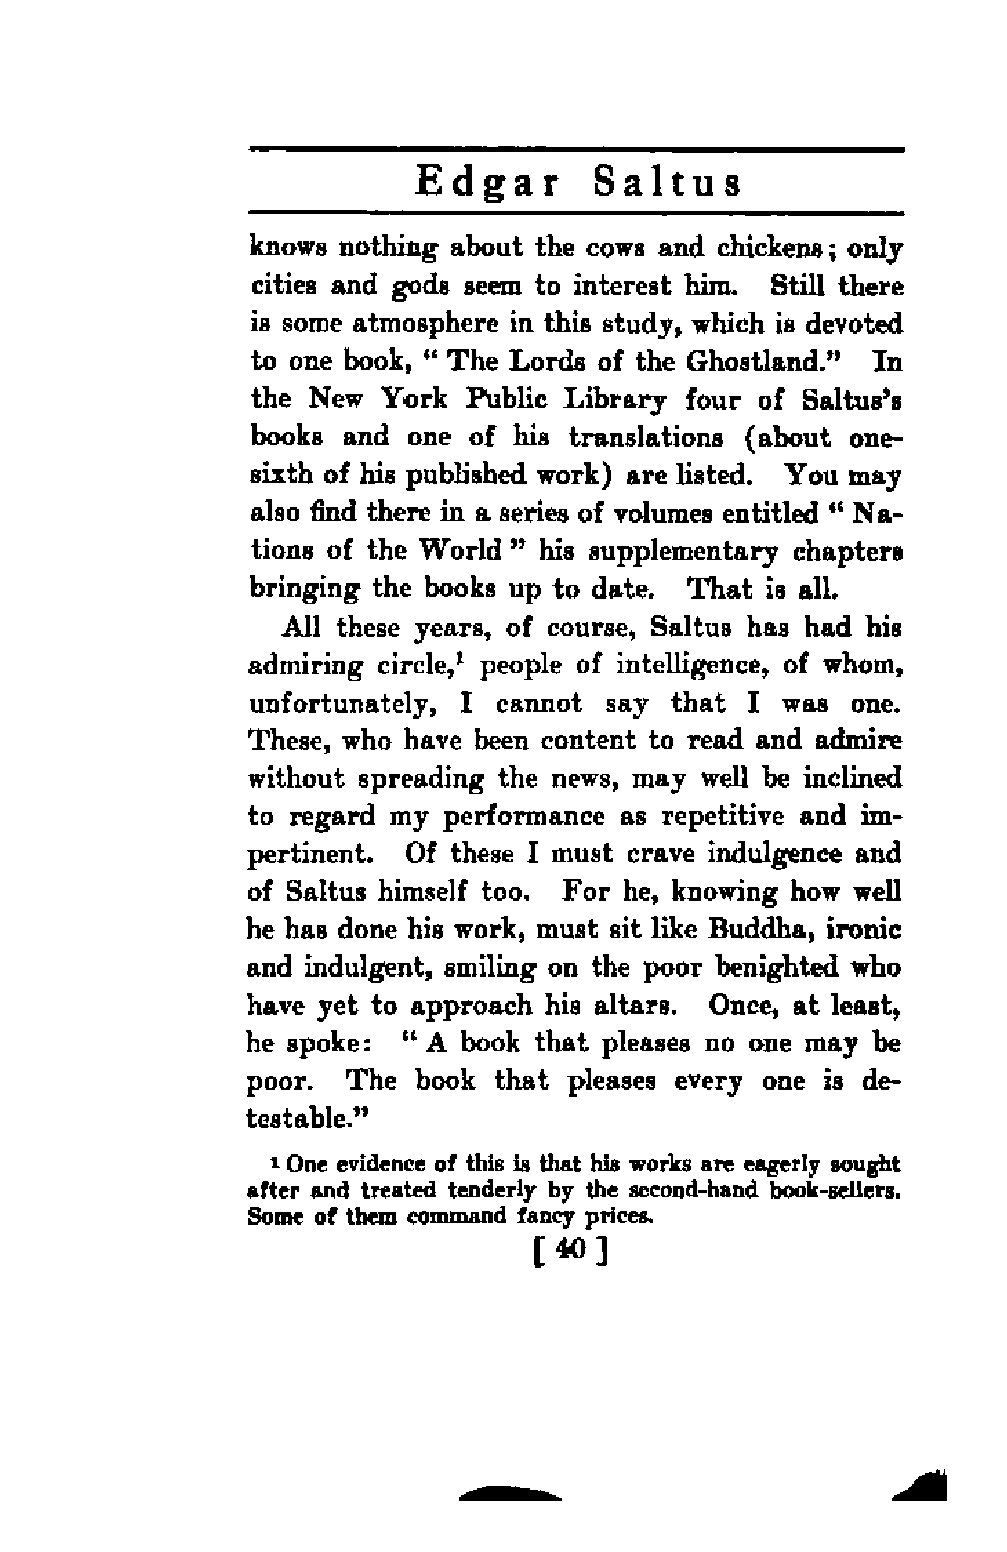 Edgar Saltus
knows nothing about the cows and chickens; only
cities and gods seem to interest him. Still there
is some atmosphere in this study, which is devoted
to one book, “ The Lords of the Ghostland.” In
the New York Public Library four of Saltus's
books and one of his translations (about one-
sixth of his published work) are listed. You may
also find there in a series of volumes entitled “ Na-
tions of the World ” his supplementary chapters
bringing the books up to date. That is all.
All these years, of course, Saltus has had his
admiring circle,¹ people of intelligence, of whom,
unfortunately, I cannot say that I was one.
These, who have been content to read and admire
without spreading the news, may well be inclined
to regard my performance as repetitive and im-
pertinent. Of these I must crave indulgence and
of Saltus himself too. For he, knowing how well
he has done his work, must sit like Buddha, ironic
and indulgent, smiling on the poor benighted who
have yet to approach his altars. Once, at least,
he spoke: “ A book that pleases no one may be
poor. The book that pleases every one is de-
testable.”
¹ One evidence of this is that his works are eagerly sought
after and treated tenderly by the second-hand book-sellers.
Some of them command fancy prices.
[ 40 ]